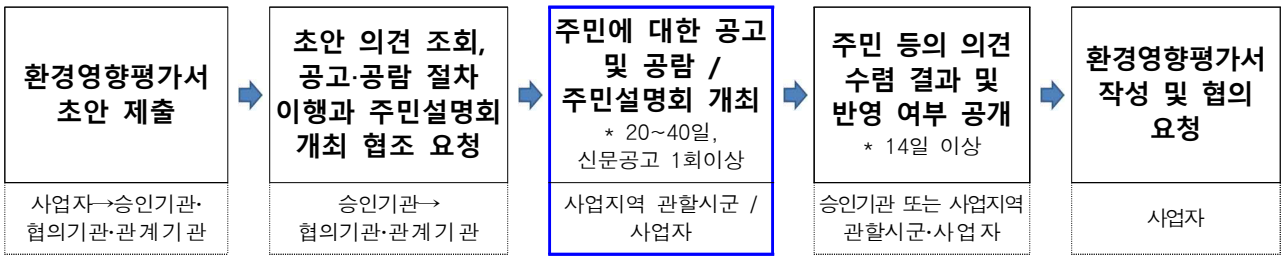 환경영향평가서
초안 제출
사업자→승인기관·
협의기관·관계기관
초안 의견 조회,
공고·공람 절차
이행과 주민설명회
개최 협조 요청
승인기관→
협의기관·관계기관
주민에 대한 공고
및 공람 /
주민설명회 개최
* 20~40일,
신문공고 1회이상
사업지역 관할시군 /
사업자
주민 등의 의견
수렴 결과 및
반영 여부 공개
* 14일 이상
승인기관 또는 사업지역
관할시군·사업자
환경영향평가서
작성 및 협의
요청
사업자